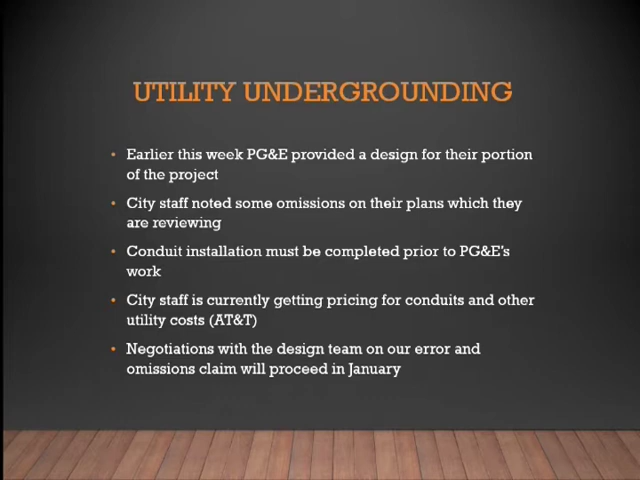 UTILITY UNDERGROUNDING
• Earlier this week PG&E provided a design for their portion
of the project
• City staff noted some omissions on their plans which they
are reviewing
• Conduit installation must be completed prior to PG&E's
work
• City staff is currently getting pricing for conduits and other
utility costs (AT&T)
• Negotiations with the design team on our error and
omissions claim will proceed in January